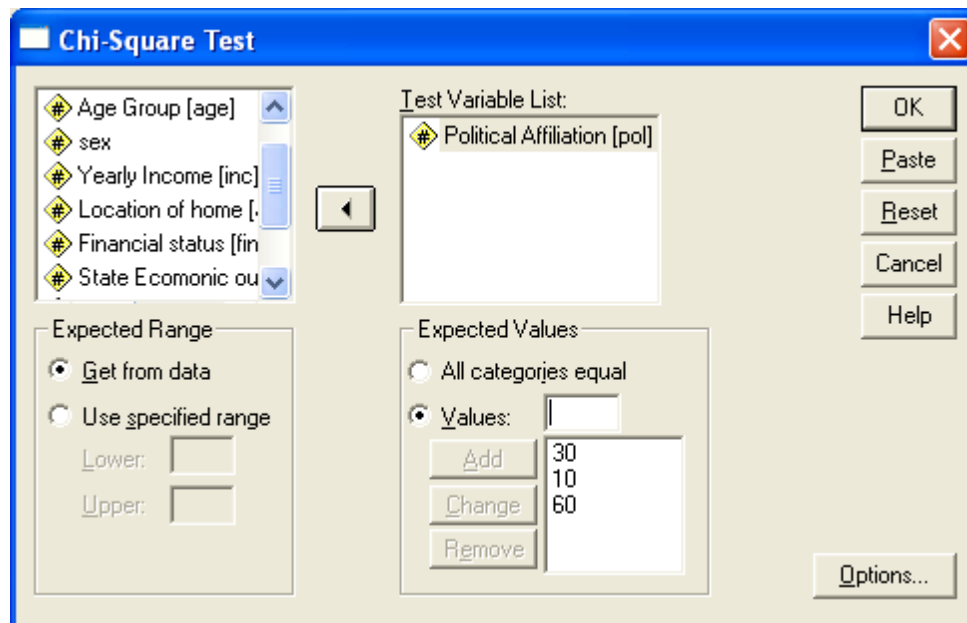 Chi-Square Test
Age Group [age]
sex
Yearly Income [inc]
Location of home [
Financial status [fin
State Ecomonic ou
Test Variable List:
Political Affiliation [pol]
OK
Paste
Reset
Cancel
Help
Expected Range
Get from data
Use specified range
Lower:
Upper:
Expected Values
All categories equal
Values:
Add
Change
Remove
30
10
60
Options...